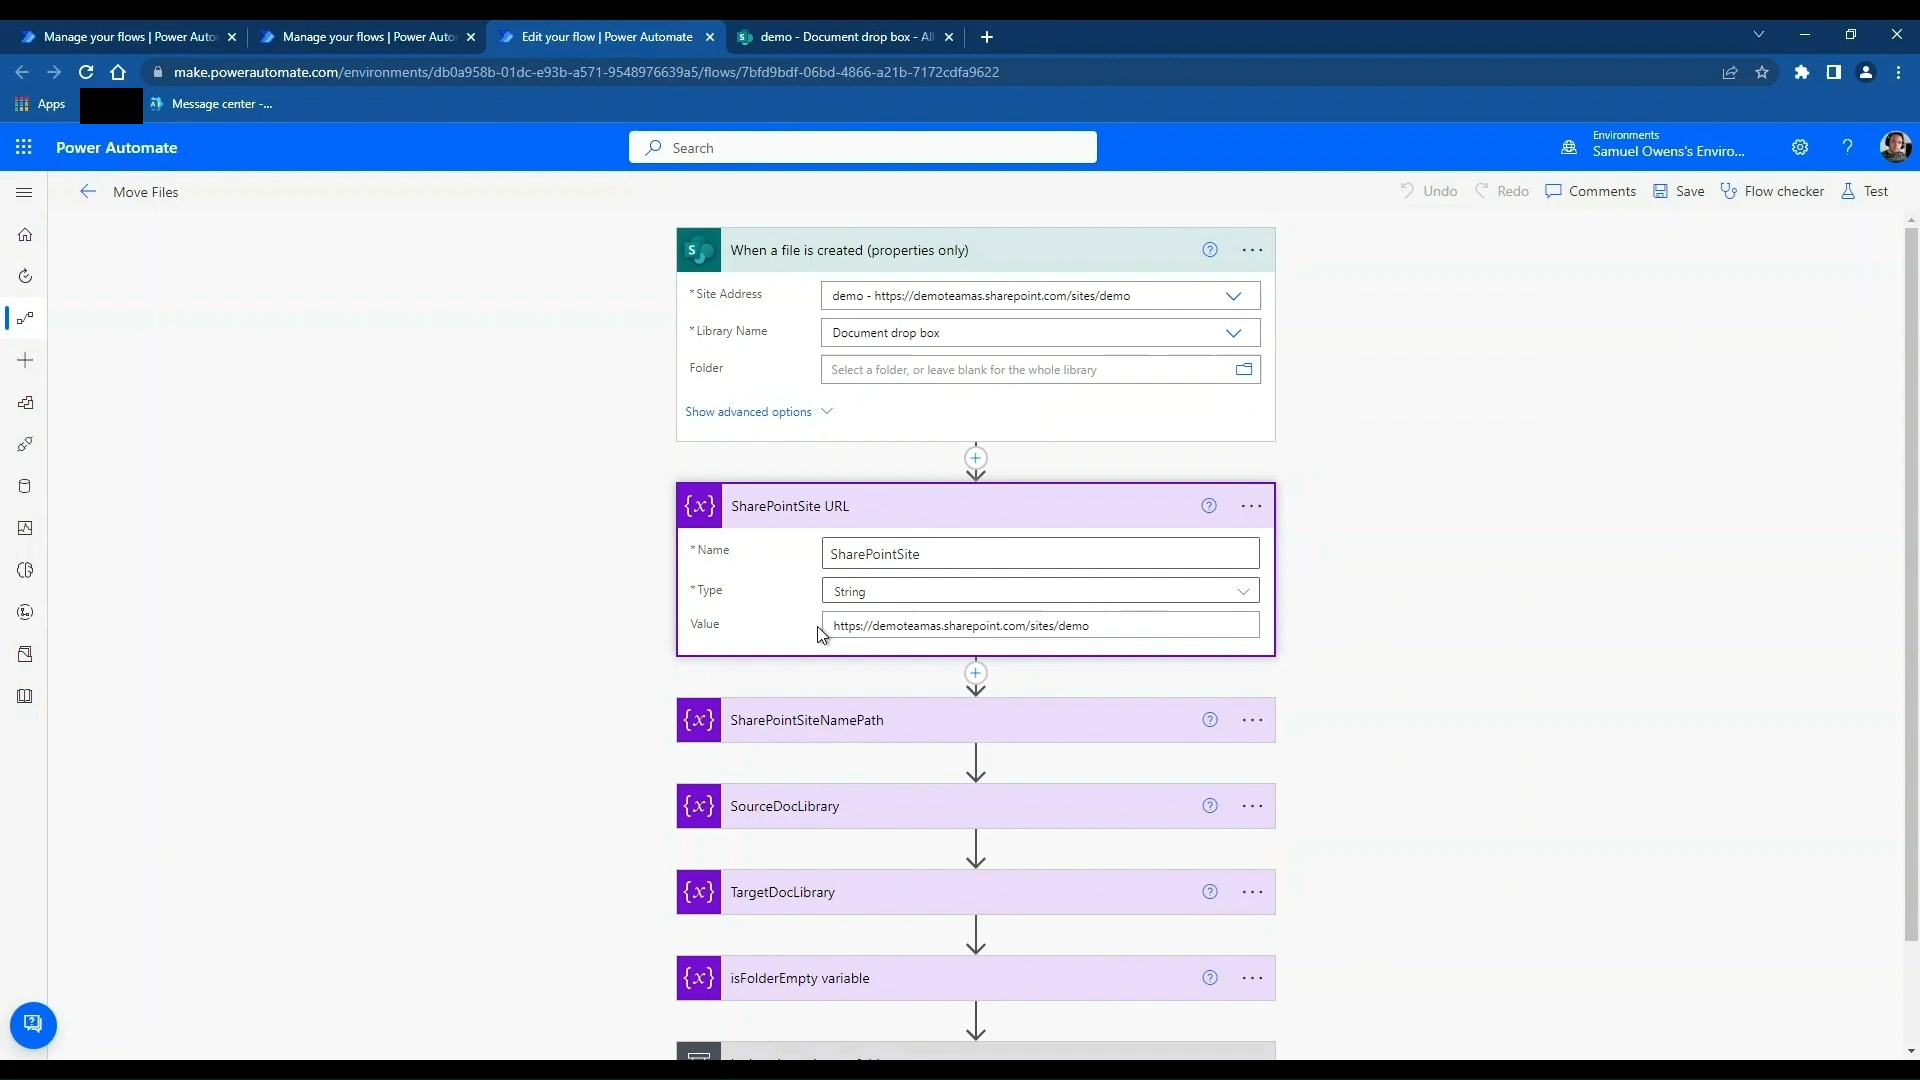 Manage your flows | Power Auto
Manage your flows | Power Auto
Edit your flow | Power Automate
demo - Document drop box - All
make.powerautomate.com/environments/db0a958b-01dc-e93b-a571-9548976639a5/flows/7bfd9bdf-06bd-4866-a21b-7172cdfa9622
Apps
Message center -...
Power Automate
Search
Environments
Samuel Owens's Enviro...
Move Files
Undo
Redo
Comments
Save
Flow checker
Test
When a file is created (properties only)
* Site Address
demo - https://demoteamas.sharepoint.com/sites/demo
* Library Name
Document drop box
Folder
Select a folder, or leave blank for the whole library
Show advanced options
{x} SharePointSite URL
* Name
SharePointSite
* Type
String
Value
https://demoteamas.sharepoint.com/sites/demo
{x} SharePointSiteNamePath
{x} SourceDocLibrary
{x} TargetDocLibrary
{x} isFolderEmpty variable